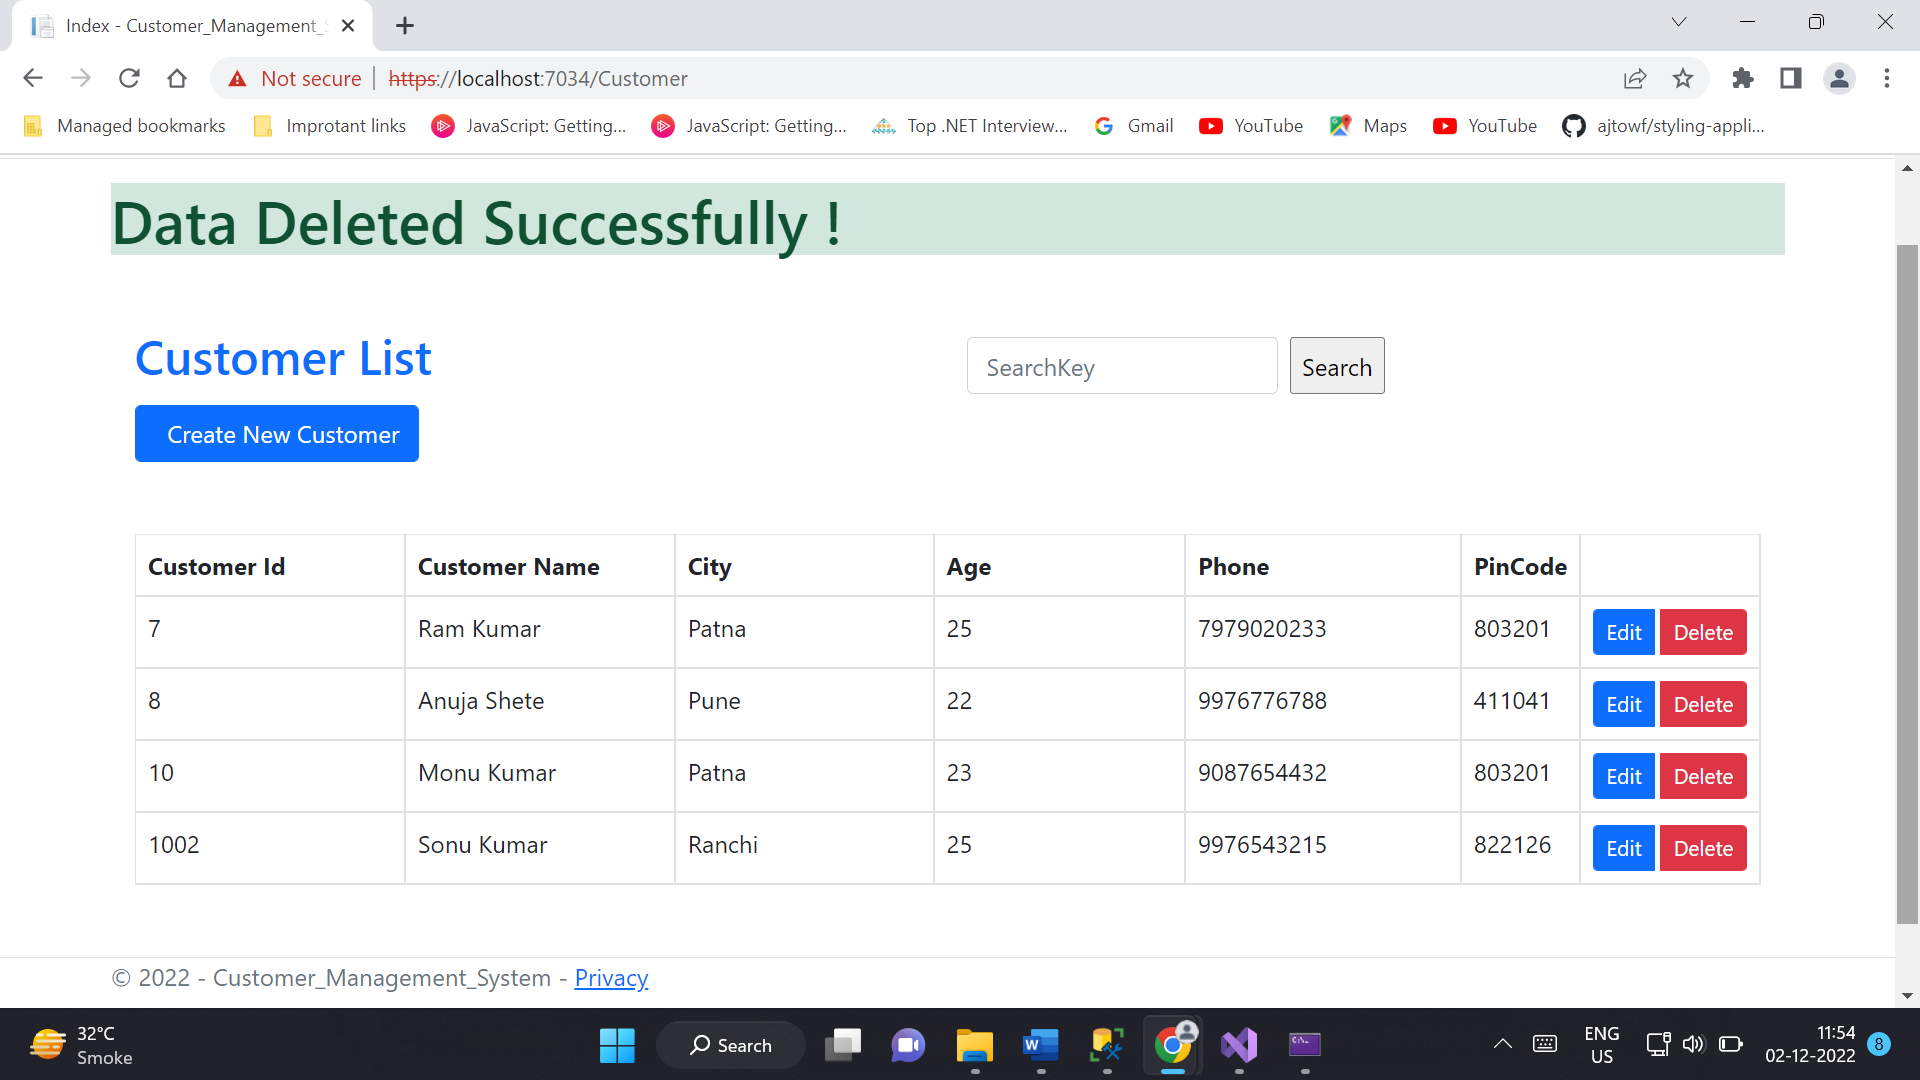 Index - Customer_Management_S
Not secure https://localhost:7034/Customer
Managed bookmarks Improtant links JavaScript: Getting... JavaScript: Getting... Top .NET Interview... Gmail YouTube Maps YouTube ajtowf/styling-appli...
Data Deleted Successfully !
Customer List
SearchKey Search
Create New Customer
Customer Id Customer Name City Age Phone PinCode
7 Ram Kumar Patna 25 7979020233 803201 Edit Delete
8 Anuja Shete Pune 22 9976776788 411041 Edit Delete
10 Monu Kumar Patna 23 9087654432 803201 Edit Delete
1002 Sonu Kumar Ranchi 25 9976543215 822126 Edit Delete
© 2022 - Customer_Management_System - Privacy
32°C
Smoke
Search
ENG
US
11:54
02-12-2022
8